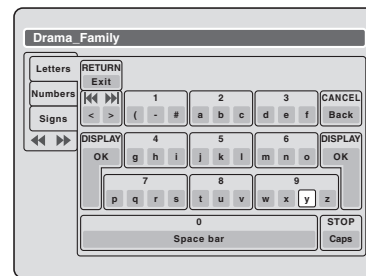 Drama_Family
Letters
Numbers
Signs
RETURN
Exit
< >
1
( - #
2
a b c
3
d e f
CANCEL
Back
DISPLAY
OK
4
g h i
5
j k l
6
m n o
DISPLAY
OK
7
p q r s
8
t u v
9
w x y z
0
Space bar
STOP
Caps